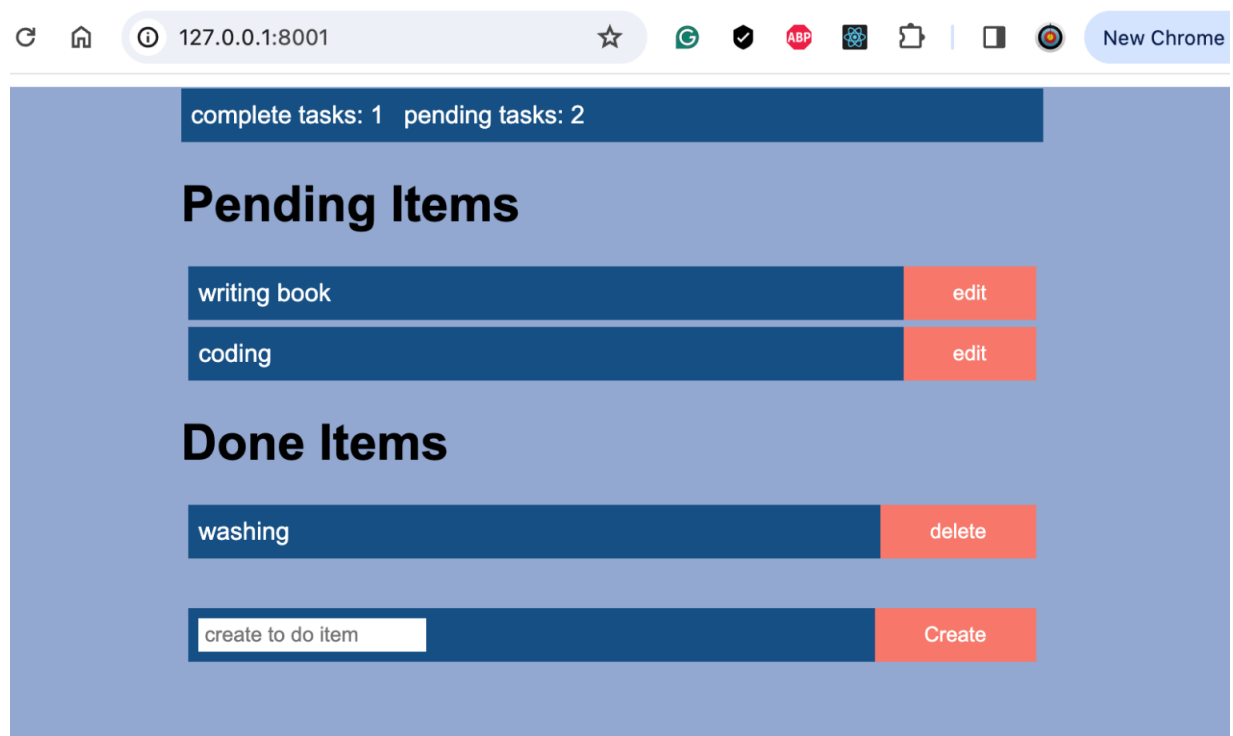 127.0.0.1:8001 ABP New Chrome
complete tasks: 1 pending tasks: 2
Pending Items
writing book edit
coding edit
Done Items
washing delete
create to do item Create